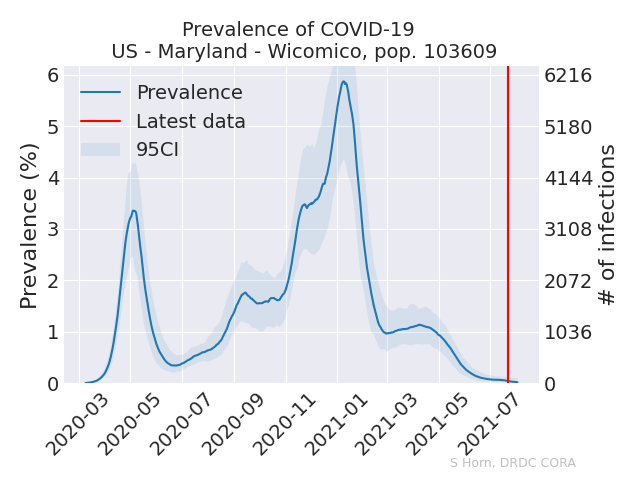 Prevalence of COVID-19
US - Maryland - Wicomico, pop. 103609
Prevalence (%)
6
5
4
3
2
1
0
Prevalence
Latest data
95CI
6216
5180
4144
3108
2072
1036
0
# of infections
2020-03
2020-05
2020-07
2020-09
2020-11
2021-01
2021-03
2021-05
2021-07
S Horn, DRDC CORA